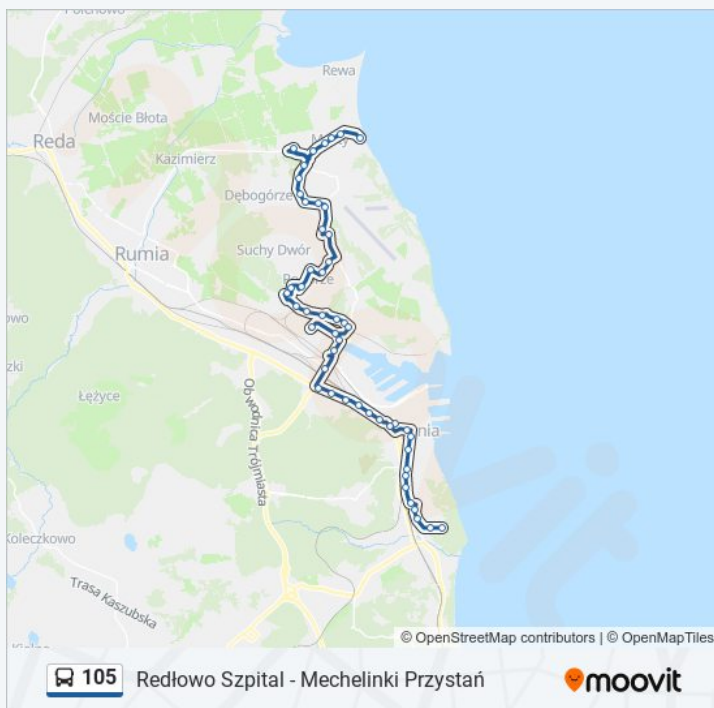 Rewa
Moście Błota
Reda
Kazimierz
Dębogórze
Suchy Dwór
Rumia
Łężyce
Obwodnica Trójmiasta
Koleczkowo
Trasa Kaszubska
© OpenStreetMap contributors | © OpenMapTiles
105 Redłowo Szpital - Mechelinki Przystań
moovit